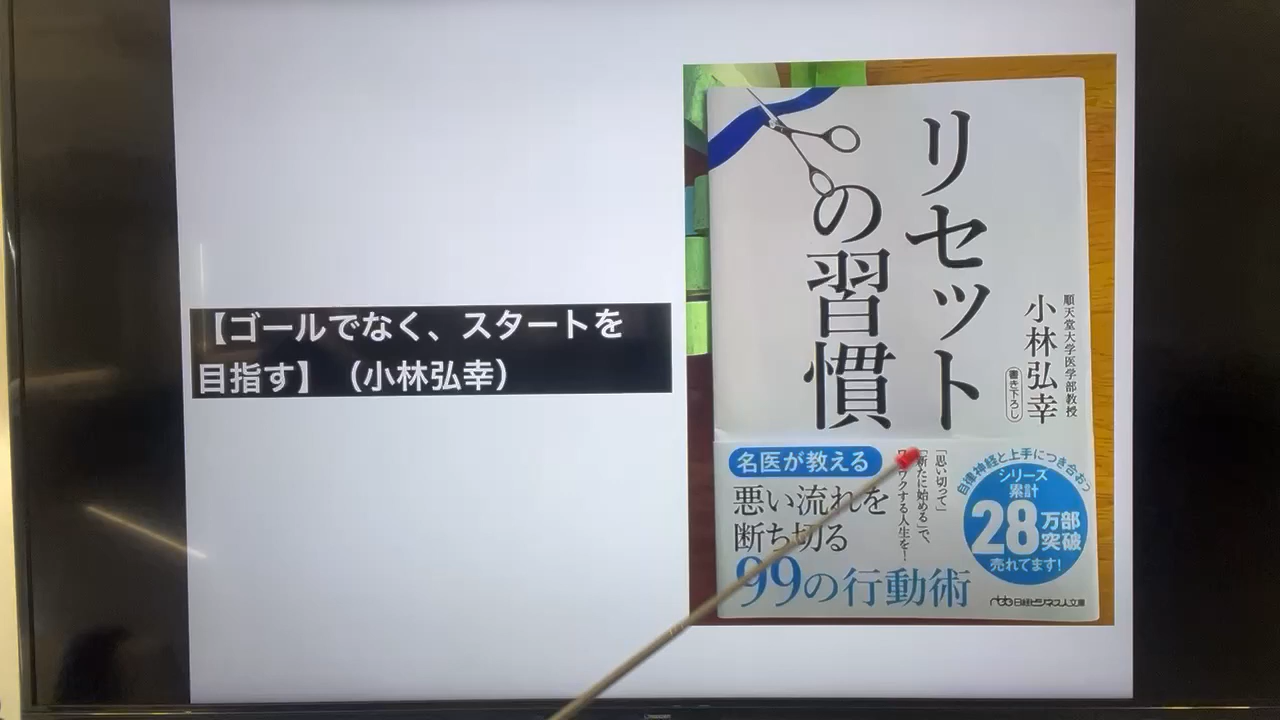 【ゴールでなく、スタートを
目指す】（小林弘幸）
リセット
の習慣
順天堂大学医学部教授
小林弘幸
書き下ろし
名医が教える
悪い流れを
断ち切る
99の行動術
「思い切って」
「新たに始める」で、
クする人生を！
自律神経と上手につき合おう
シリーズ
累計
28万部
突破
売れてます!
日経ビジネス人文庫